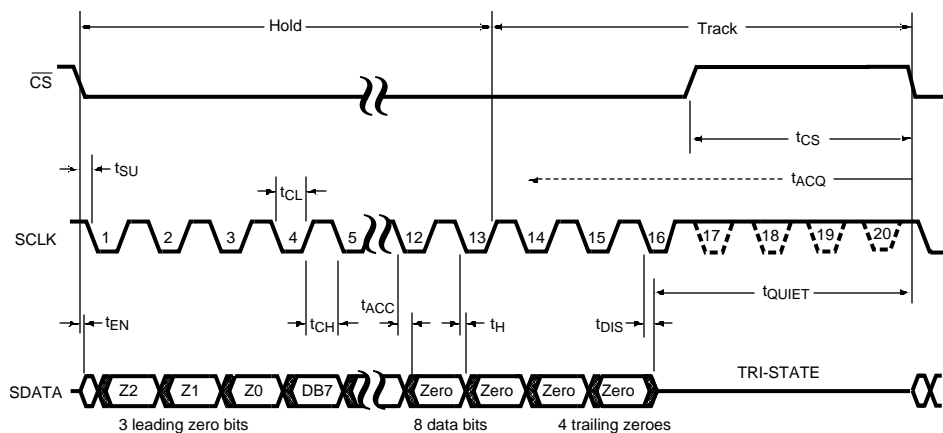 Hold
Track
CS
tCS
tSU
tACQ
tCL
SCLK
1 2 3 4 5 12 13 14 15 16 17 18 19 20
tQUIET
tACC
tEN
tCH
tH
tDIS
TRI-STATE
SDATA
Z2 Z1 Z0 DB7 Zero Zero Zero Zero
3 leading zero bits
8 data bits
4 trailing zeroes